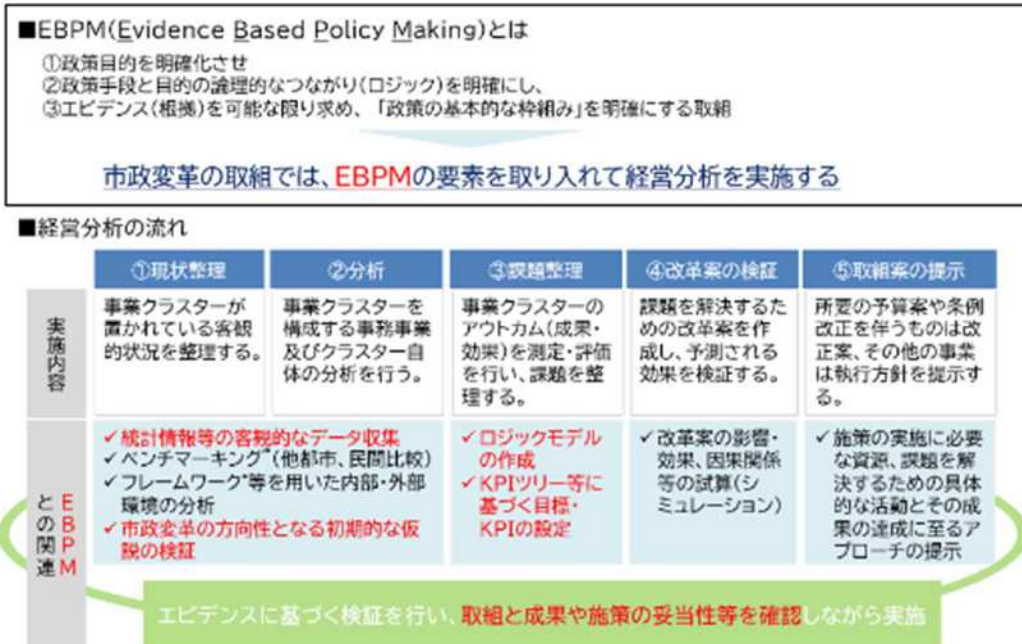 ■EBPM(Evidence Based Policy Making)とは
①政策目的を明確化させ
②政策手段と目的の論理的なつながり(ロジック)を明確にし、
③エビデンス(根拠)を可能な限り求め、「政策の基本的な枠組み」を明確にする取組
市政変革の取組では、EBPMの要素を取り入れて経営分析を実施する
■経営分析の流れ
①現状整理
②分析
③課題整理
④改革案の検証
⑤取組案の提示
実施内容
事業クラスターが
置かれている客観
的状況を整理する。
事業クラスターを
構成する事務事業
及びクラスター自
体の分析を行う。
事業クラスターの
アウトカム(成果・
効果)を測定・評価
を行い、課題を整
理する。
課題を解決するた
めの改革案を作
成し、予測される
効果を検証する。
所要の予算案や条例
改正を伴うものは改
正案、その他の事業
は執行方針を提示す
る。
EBPM
との関連
✓統計情報等の客観的なデータ収集
✓ベンチマーキング*(他都市、民間比較)
✓フレームワーク*等を用いた内部・外部
環境の分析
✓市政変革の方向性となる初期的な仮
説の検証
✓ロジックモデル
の作成
✓KPIツリー等に
基づく目標・
KPIの設定
✓改革案の影響・
効果、因果関係
等の試算(シ
ミュレーション)
✓施策の実施に必要
な資源、課題を解
決するための具体
的な活動とその成
果の達成に至るア
プローチの提示
エビデンスに基づく検証を行い、取組と成果や施策の妥当性等を確認しながら実施